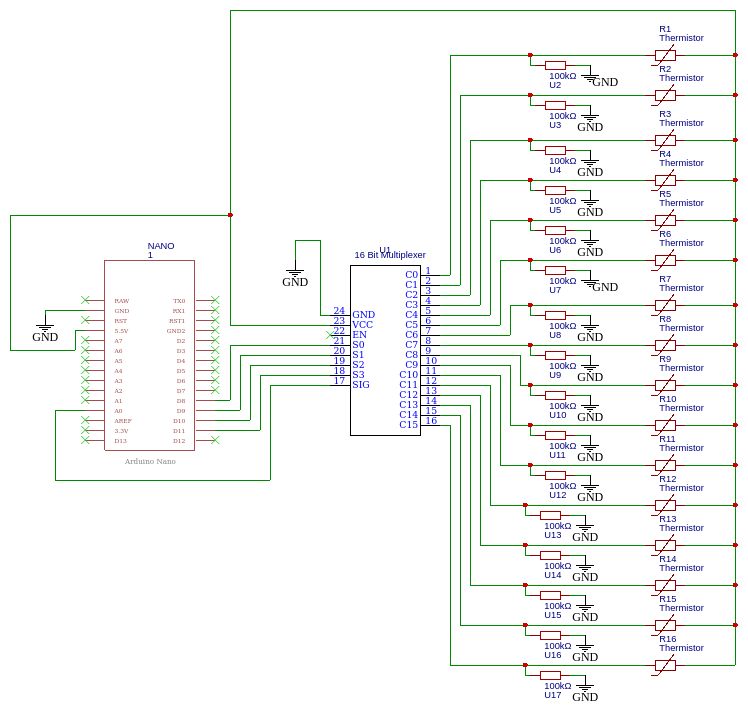 R1
Thermistor
100kΩ
U2
GND
R2
Thermistor
100kΩ
U3
GND
R3
Thermistor
100kΩ
U4
GND
R4
Thermistor
100kΩ
U5
GND
R5
Thermistor
100kΩ
U6
GND
R6
Thermistor
100kΩ
U7
GND
R7
Thermistor
100kΩ
U8
GND
R8
Thermistor
100kΩ
U9
GND
R9
Thermistor
100kΩ
U10
GND
R10
Thermistor
100kΩ
U11
GND
R11
Thermistor
100kΩ
U12
GND
R12
Thermistor
100kΩ
U13
GND
R13
Thermistor
100kΩ
U14
GND
R14
Thermistor
100kΩ
U15
GND
R15
Thermistor
100kΩ
U16
GND
R16
Thermistor
100kΩ
U17
GND
NANO
1
RAW TX0
GND RX1
RST RST1
5.5V GND2
A7 D2
A6 D3
A5 D4
A4 D5
A3 D6
A2 D7
A1 D8
A0 D9
AREF D10
3.3V D11
D13 D12
Arduino Nano
GND
GND
U1
16 Bit Multiplexer
24 GND
23 VCC
22 EN
21 S0
20 S1
19 S2
18 S3
17 SIG
C0 1
C1 2
C2 3
C3 4
C4 5
C5 6
C6 7
C7 8
C8 9
C9 10
C10 11
C11 12
C12 13
C13 14
C14 15
C15 16